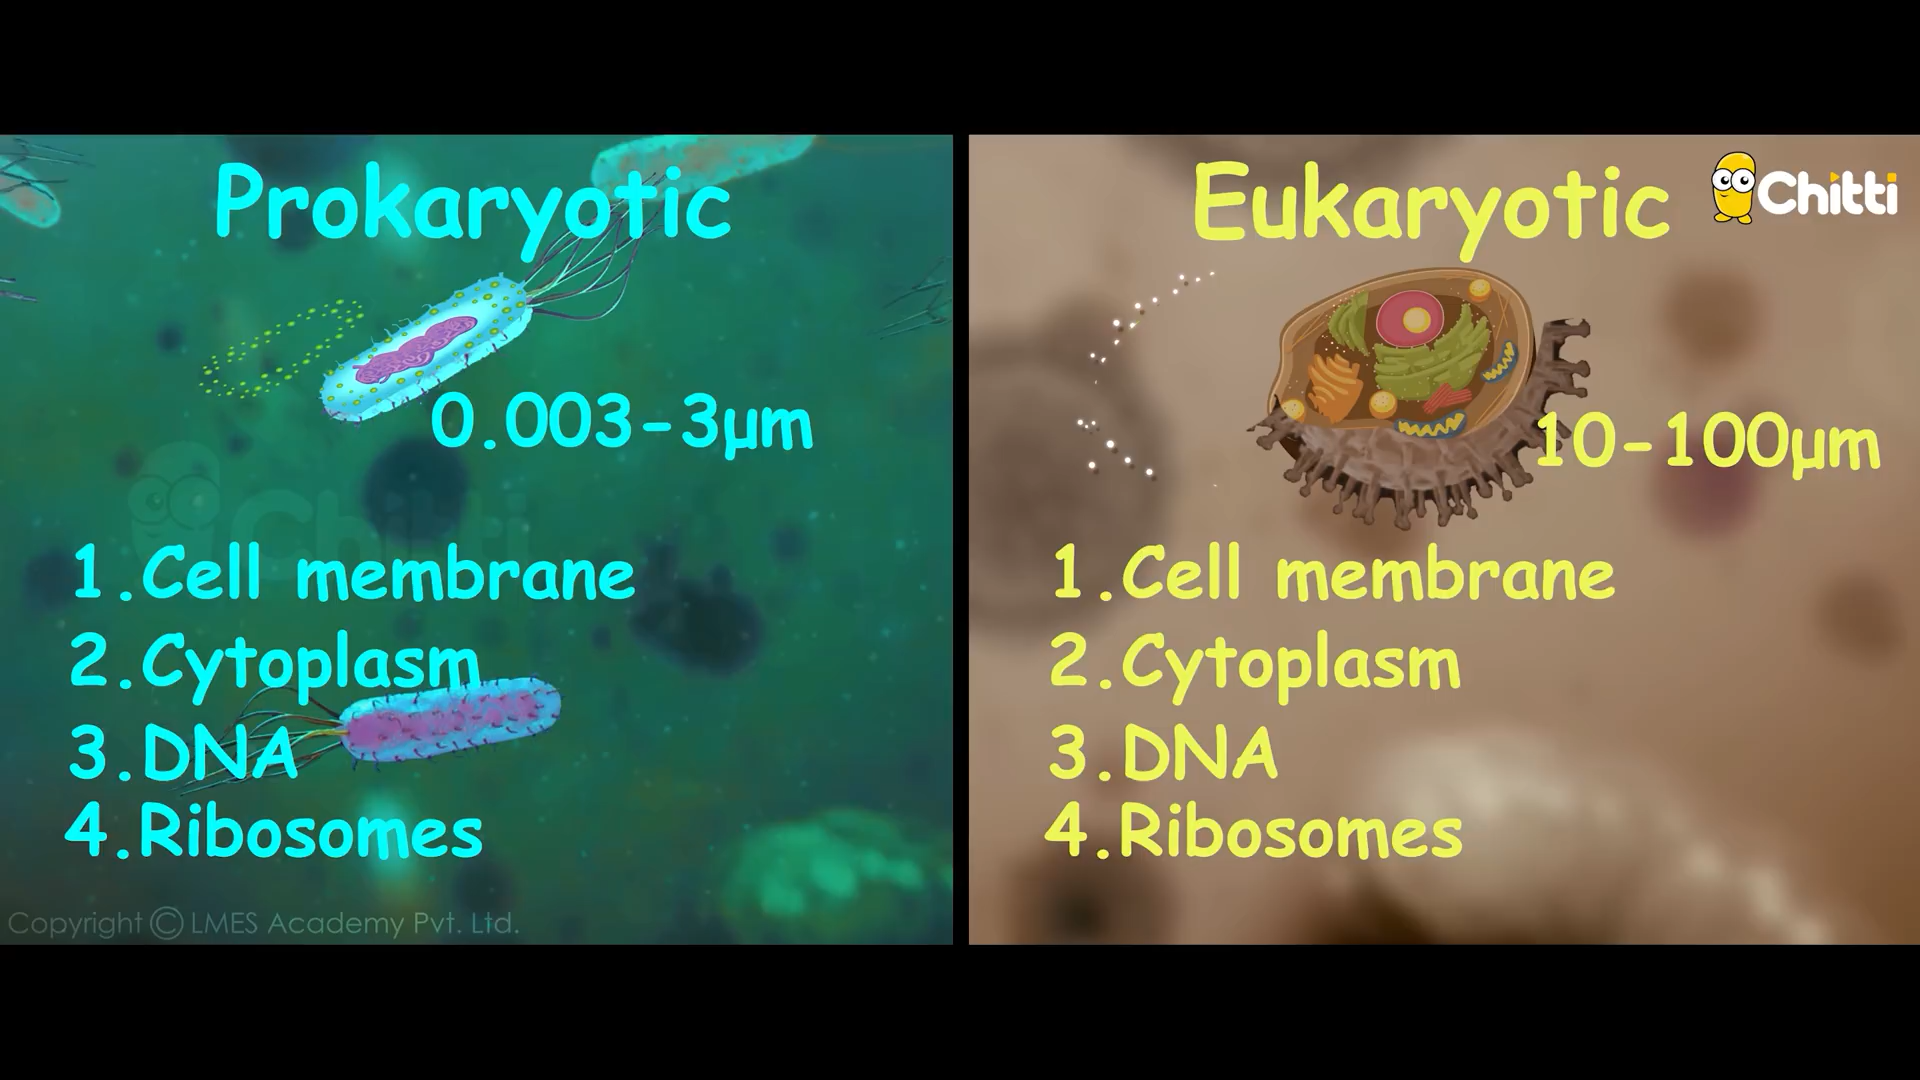 Prokaryotic
0.003-3μm
1.Cell membrane
2.Cytoplasm
3.DNA
4.Ribosomes
Copyright © LMES Academy Pvt. Ltd.
Chitti
Eukaryotic
Chitti
10-100μm
1.Cell membrane
2.Cytoplasm
3.DNA
4.Ribosomes